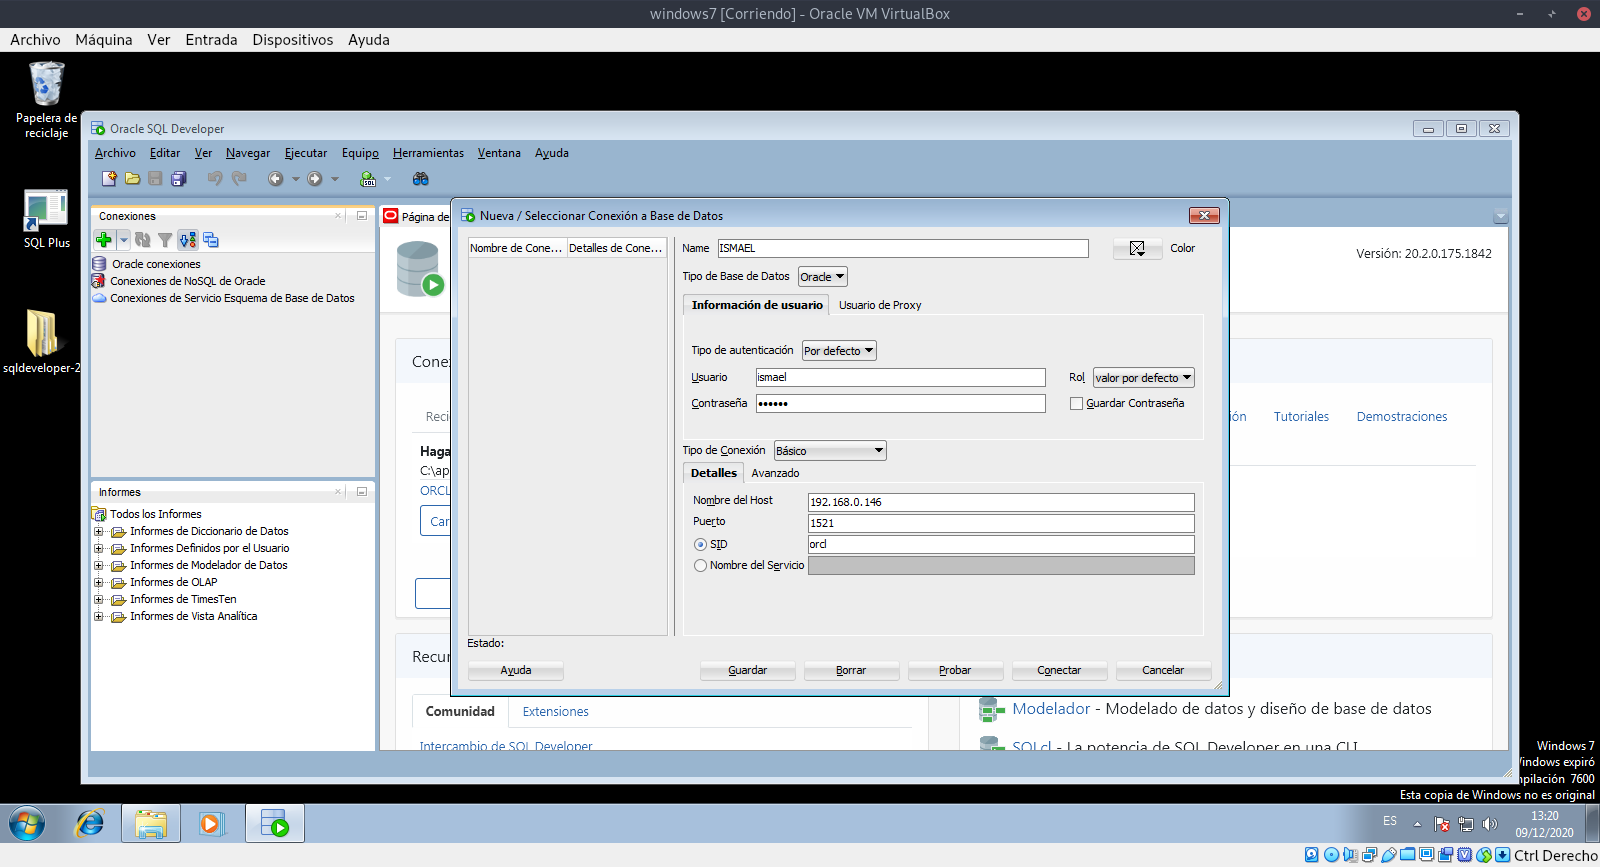 windows7 [Corriendo] - Oracle VM VirtualBox
Archivo Máquina Ver Entrada Dispositivos Ayuda
Papelera de
reciclaje
SQL Plus
sqldeveloper-2
Oracle SQL Developer
Archivo Editar Ver Navegar Ejecutar Equipo Herramientas Ventana Ayuda
Conexiones
Oracle conexiones
Conexiones de NoSQL de Oracle
Conexiones de Servicio Esquema de Base de Datos
Informes
Todos los Informes
Informes de Diccionario de Datos
Informes Definidos por el Usuario
Informes de Modelador de Datos
Informes de OLAP
Informes de TimesTen
Informes de Vista Analítica
Página de
Versión: 20.2.0.175.1842
Cone
Reci
ión Tutoriales Demostraciones
Haga
C:\ap
ORCL
Car
Recur
Comunidad Extensiones
Intercambio de SQL Developer
Modelador - Modelado de datos y diseño de base de datos
SQLcl - La potencia de SQL Developer en una CLI
Nueva / Seleccionar Conexión a Base de Datos
Nombre de Cone... Detalles de Cone...
Name ISMAEL Color
Tipo de Base de Datos Oracle
Información de usuario Usuario de Proxy
Tipo de autenticación Por defecto
Usuario ismael Rol valor por defecto
Contraseña •••••• Guardar Contraseña
Tipo de Conexión Básico
Detalles Avanzado
Nombre del Host 192.168.0.146
Puerto 1521
SID orcl
Nombre del Servicio
Estado:
Ayuda Guardar Borrar Probar Conectar Cancelar
Windows 7
Windows expiró
mpilación 7600
Esta copia de Windows no es original
ES 13:20
09/12/2020
Ctrl Derecho